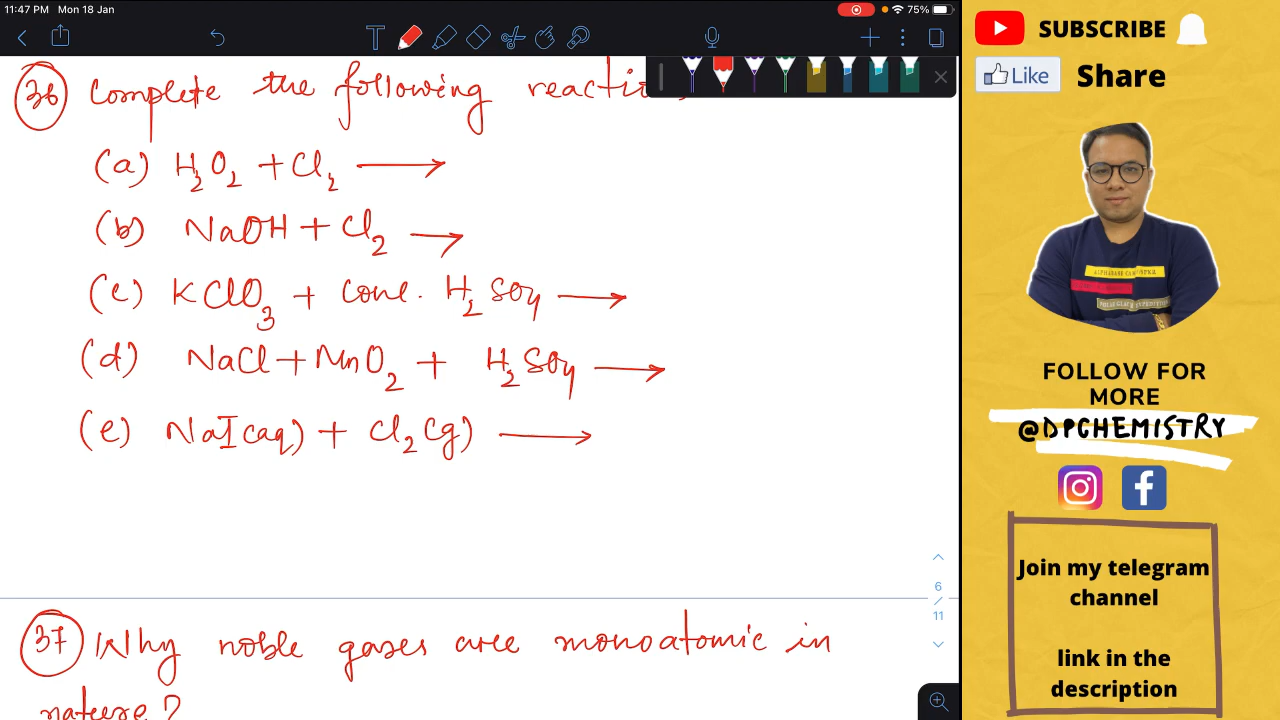 11:47 PM Mon 18 Jan
75%
36 Complete the following reacti
(a) H2O2 + Cl2 ⟶
(b) NaOH + Cl2 ⟶
(c) KClO3 + conc. H2SO4 ⟶
(d) NaCl + MnO2 + H2SO4 ⟶
(e) NaI(aq) + Cl2(g) ⟶
6
/
11
37 Why noble gases are monoatomic in
nature?
SUBSCRIBE
Like Share
FOLLOW FOR
MORE
@DPCHEMISTRY
Join my telegram
channel
link in the
description